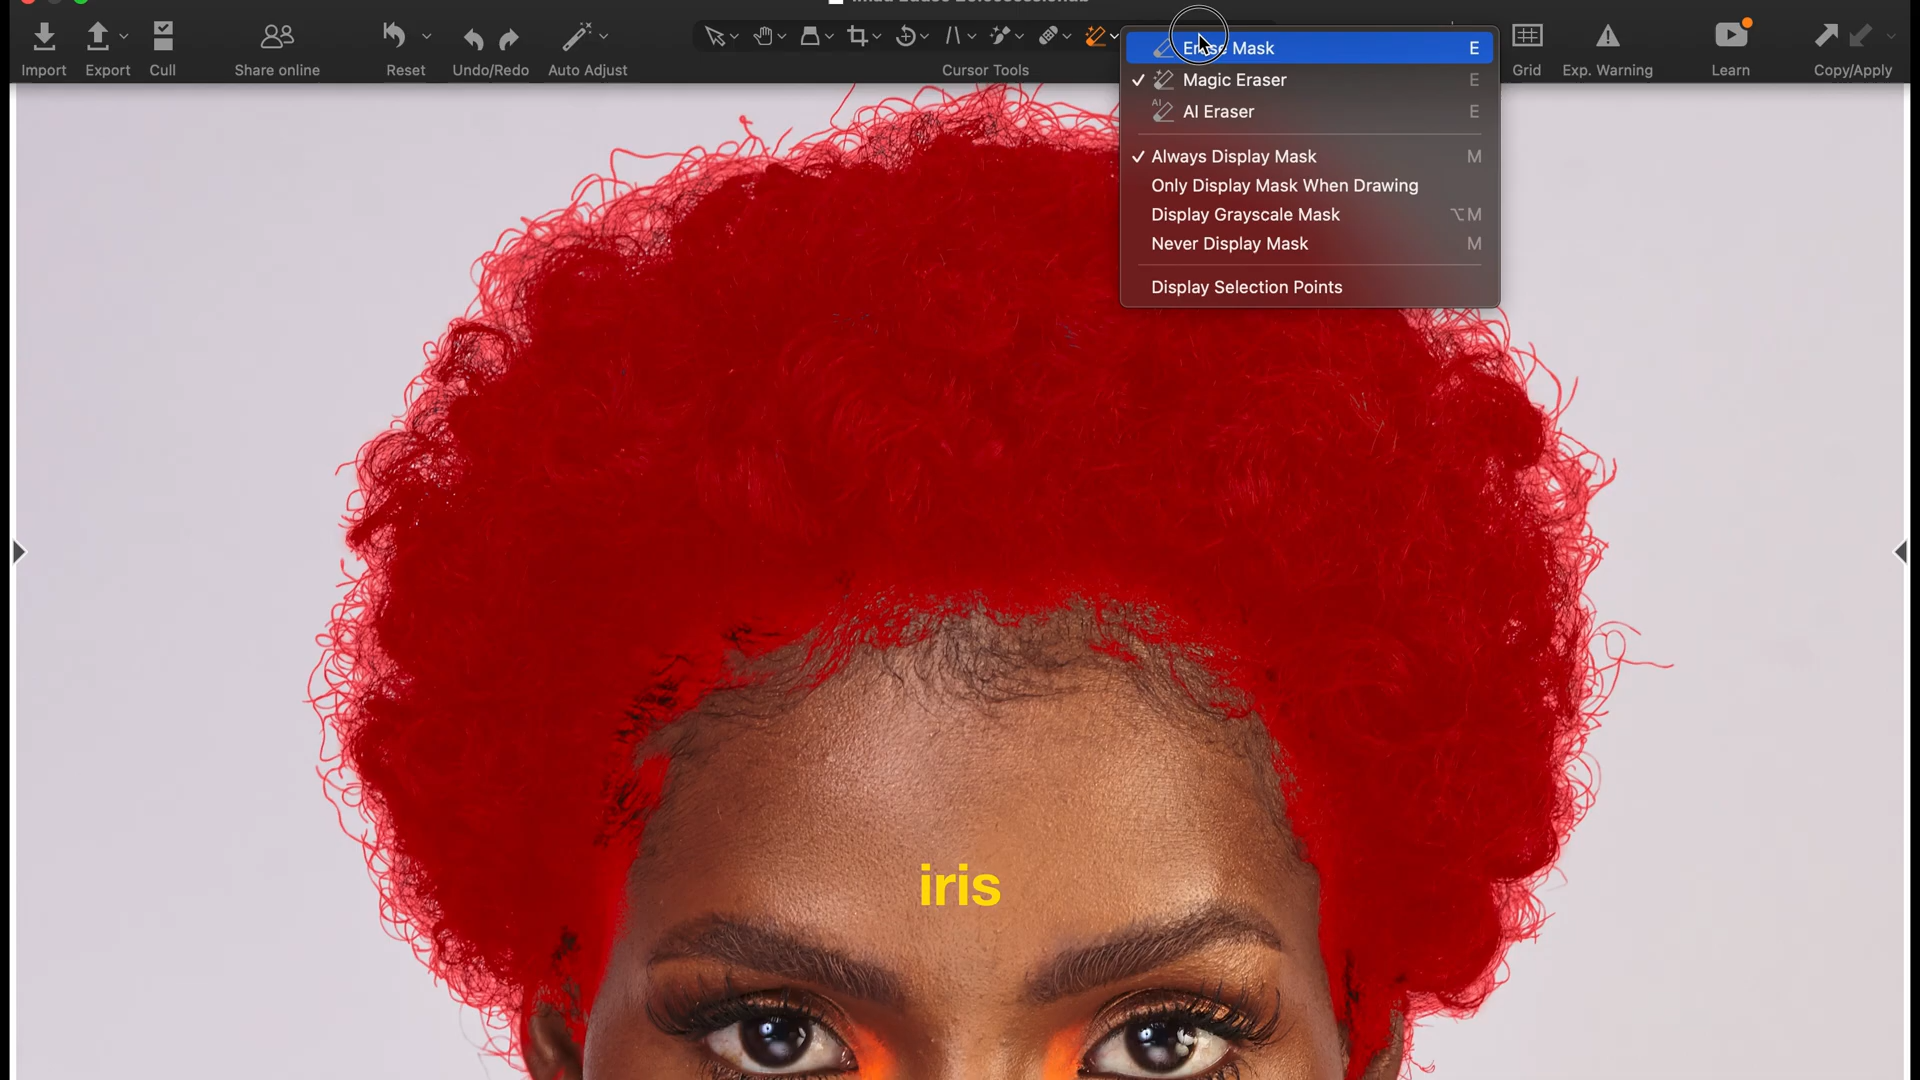 Import
Export
Cull
Share online
Reset
Undo/Redo
Auto Adjust
Cursor Tools
Grid
Exp. Warning
Learn
Copy/Apply
Erase Mask E
Magic Eraser E
AI Eraser E
Always Display Mask M
Only Display Mask When Drawing
Display Grayscale Mask ⌥M
Never Display Mask M
Display Selection Points
iris